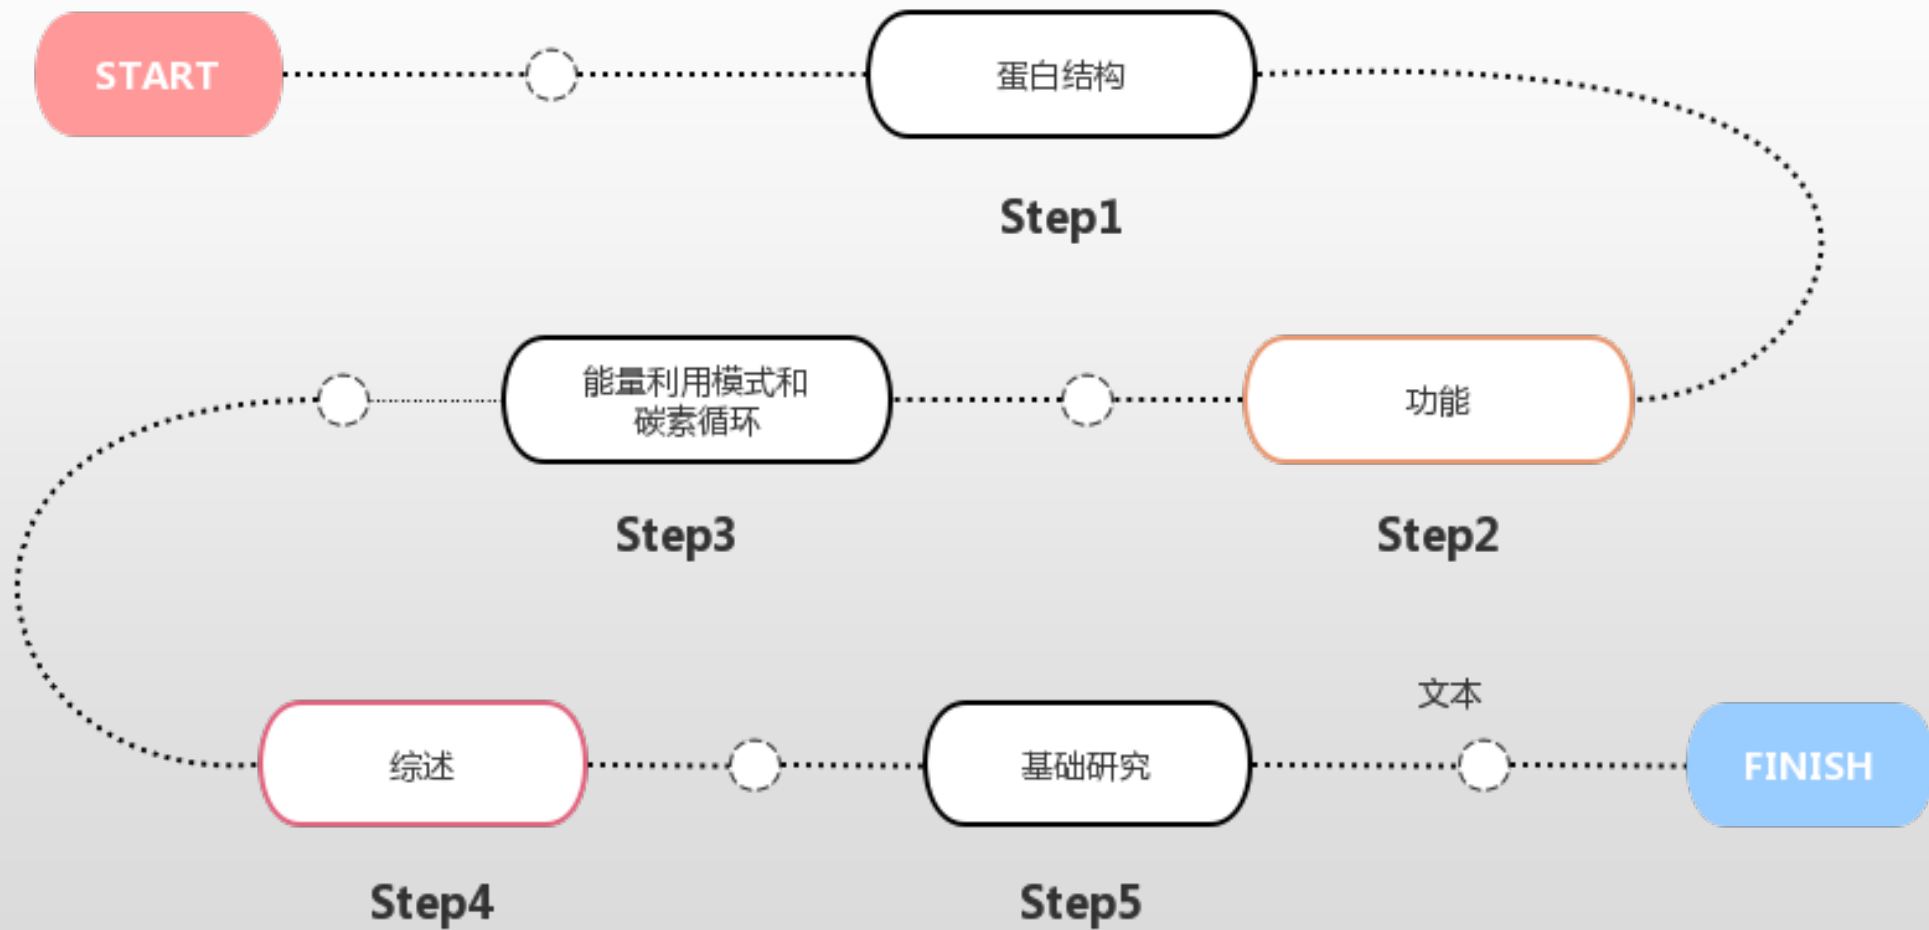 START
蛋白结构
Step1
能量利用模式和
碳素循环
功能
Step3
Step2
文本
综述
基础研究
FINISH
Step4
Step5